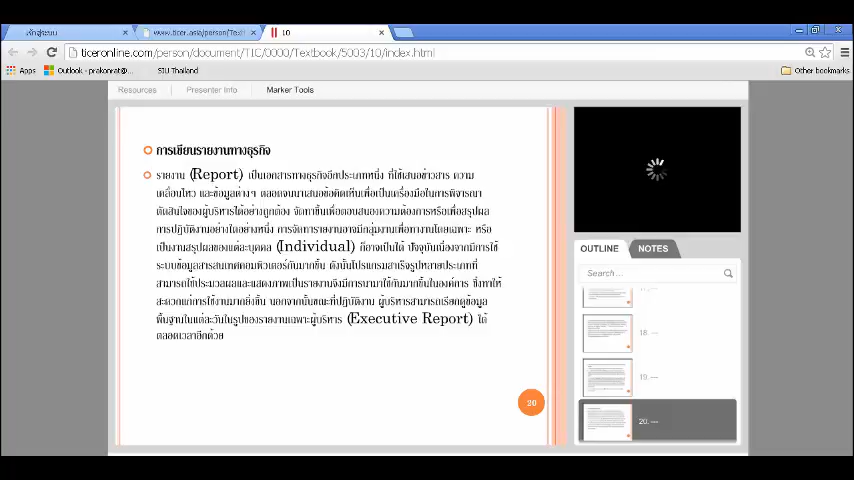 เข้าสู่ระบบ
www.ticer.asia/person/Text
10
ticeronline.com/person/document/TIC/0000/Textbook/5003/10/index.html
Apps
Outlook - prakonrat@...
SIU Thailand
Other bookmarks
Resources
Presenter Info
Marker Tools
การเขียนรายงานทางธุรกิจ
รายงาน (Report) เป็นเอกสารทางธุรกิจอีกประเภทหนึ่ง ที่ใช้เสนอข่าวสาร ความ
เคลื่อนไหว และข้อมูลต่างๆ ตลอดจนนาเสนอข้อคิดเห็นเพื่อเป็นเครื่องมือในการพิจารณา
ตัดสินใจของผู้บริหารได้อย่างถูกต้อง จัดทาขึ้นเพื่อตอบสนองความต้องการหรือเพื่อสรุปผล
การปฏิบัติงานอย่างใดอย่างหนึ่ง การจัดการรายงานอาจมีกลุ่มงานเพื่อทางานโดยเฉพาะ หรือ
เป็นงานสรุปผลของแต่ละบุคคล (Individual) ก็อาจเป็นได้ ปัจจุบันเนื่องจากมีการใช้
ระบบข้อมูลสารสนเทศคอมพิวเตอร์กันมากขึ้น ดังนั้นโปรแกรมสาเร็จรูปหลายประเภทที่
สามารถใช้ประมวลผลและแสดงภาพเป็นรายงานจึงมีการนามาใช้กันมากขึ้นในองค์การ ซึ่งทาให้
สะดวกแก่การใช้งานมากยิ่งขึ้น นอกจากนั้นขณะที่ปฏิบัติงาน ผู้บริหารสามารถเรียกดูข้อมูล
พื้นฐานในแต่ละวันในรูปของรายงานเฉพาะผู้บริหาร (Executive Report) ได้
ตลอดเวลาอีกด้วย
20
OUTLINE
NOTES
Search...
18. ---
19. ---
20. ---